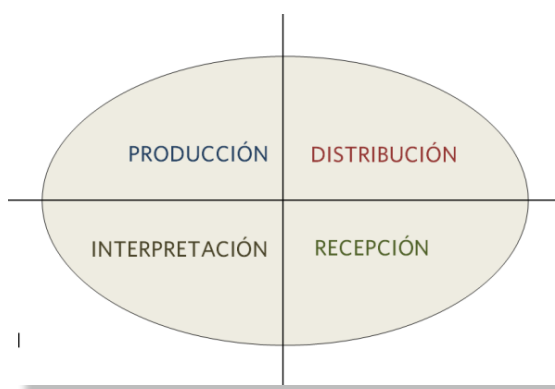 PRODUCCIÓN DISTRIBUCIÓN
INTERPRETACIÓN RECEPCIÓN